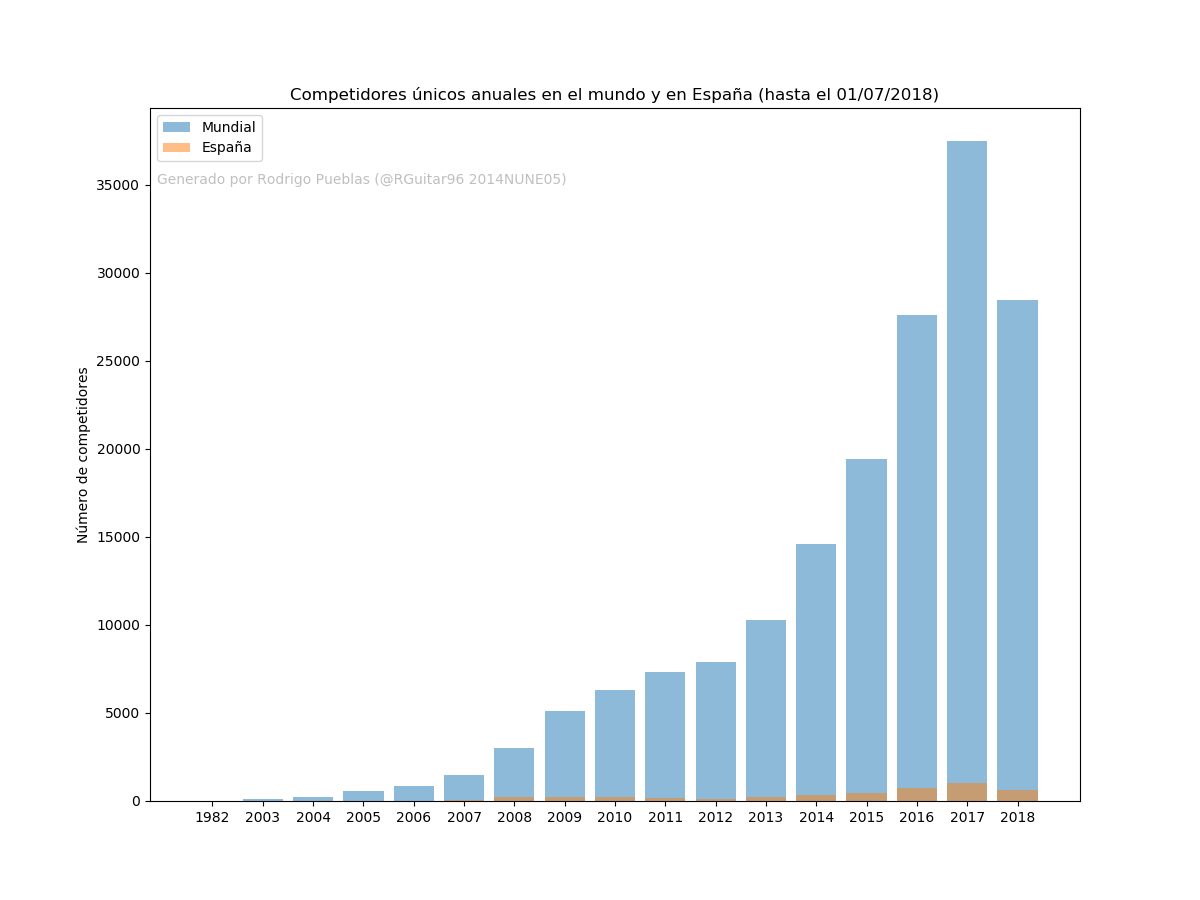 Competidores únicos anuales en el mundo y en España (hasta el 01/07/2018)
Mundial
España
Generado por Rodrigo Pueblas (@RGuitar96 2014NUNE05)
Número de competidores
35000
30000
25000
20000
15000
10000
5000
0
1982 2003 2004 2005 2006 2007 2008 2009 2010 2011 2012 2013 2014 2015 2016 2017 2018